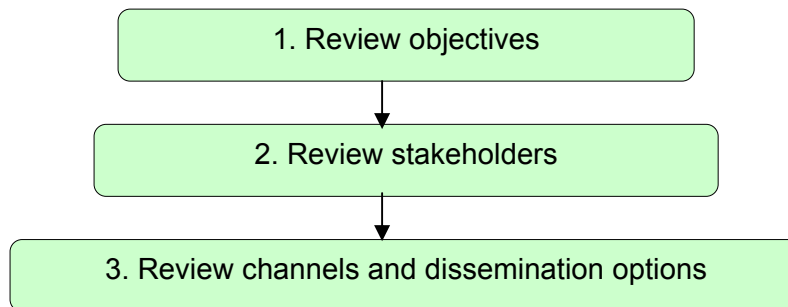 1. Review objectives
2. Review stakeholders
3. Review channels and dissemination options